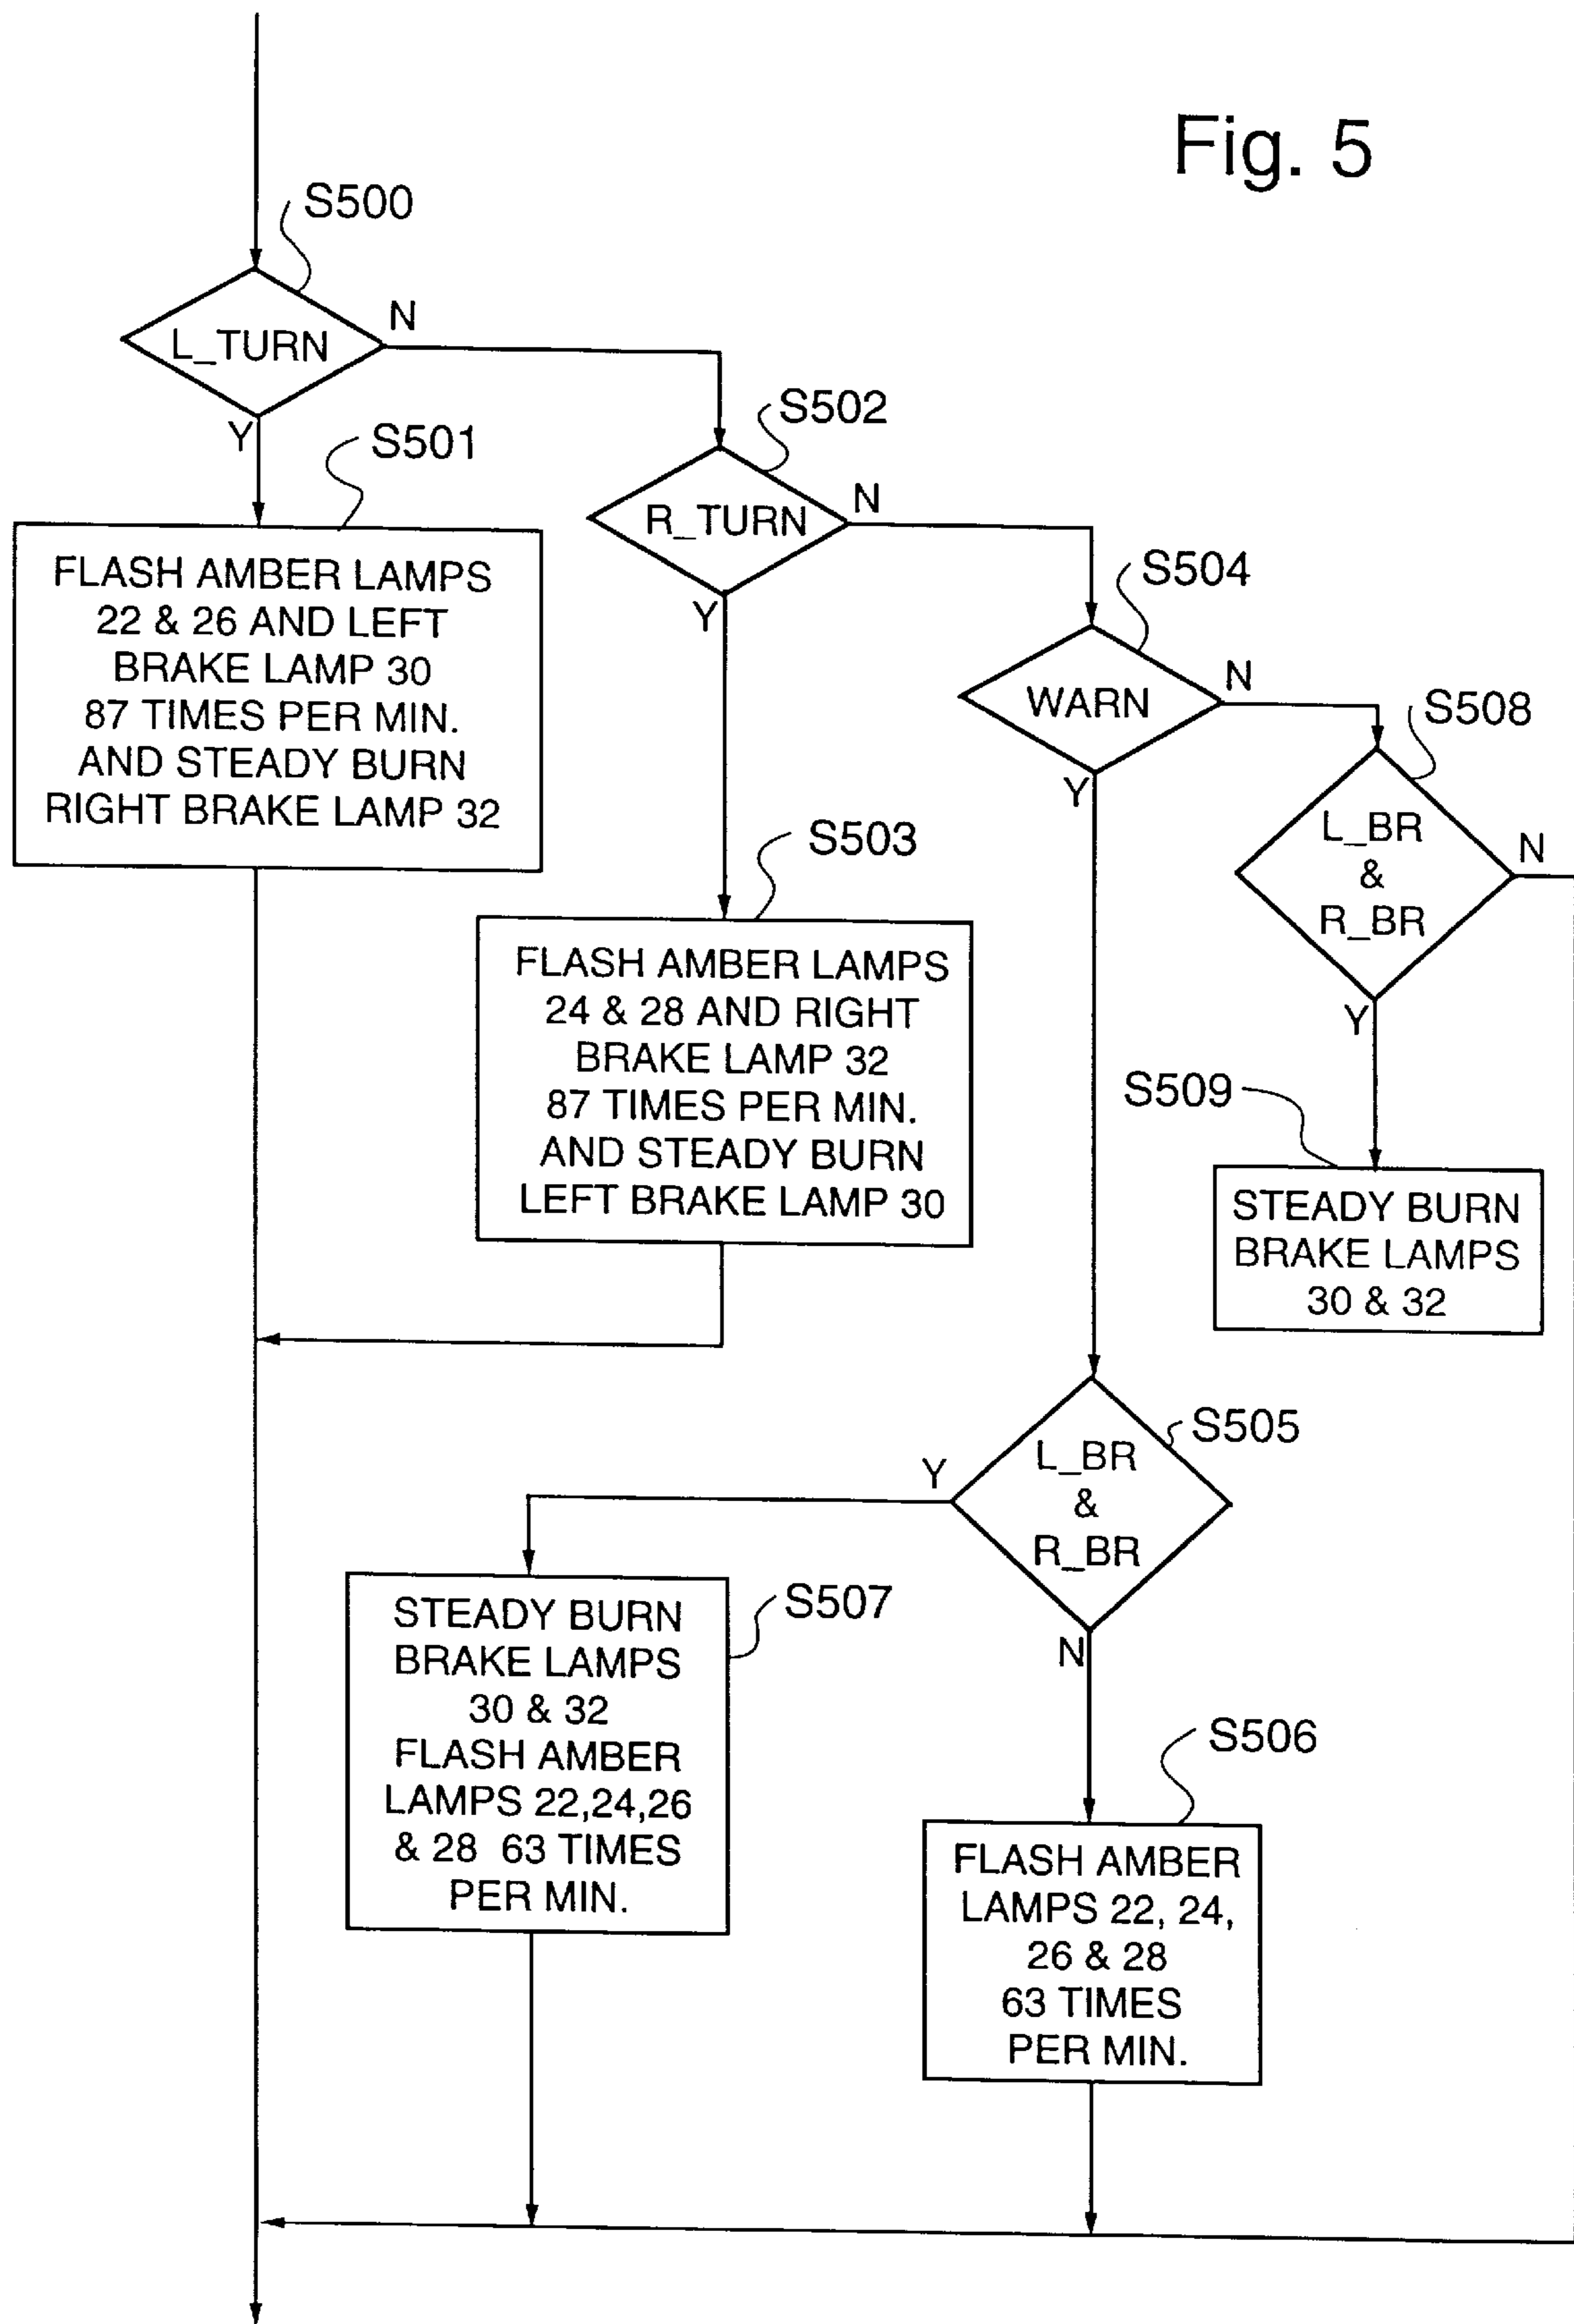 Fig. 5
S500
L_TURN
N
Y
S501
FLASH AMBER LAMPS
22 & 26 AND LEFT
BRAKE LAMP 30
87 TIMES PER MIN.
AND STEADY BURN
RIGHT BRAKE LAMP 32
S502
R_TURN
N
Y
S503
FLASH AMBER LAMPS
24 & 28 AND RIGHT
BRAKE LAMP 32
87 TIMES PER MIN.
AND STEADY BURN
LEFT BRAKE LAMP 30
S504
WARN
N
Y
S508
L_BR
&
R_BR
N
Y
S509
STEADY BURN
BRAKE LAMPS
30 & 32
S505
L_BR
&
R_BR
Y
N
S507
STEADY BURN
BRAKE LAMPS
30 & 32
FLASH AMBER
LAMPS 22,24,26
& 28 63 TIMES
PER MIN.
S506
FLASH AMBER
LAMPS 22, 24,
26 & 28
63 TIMES
PER MIN.